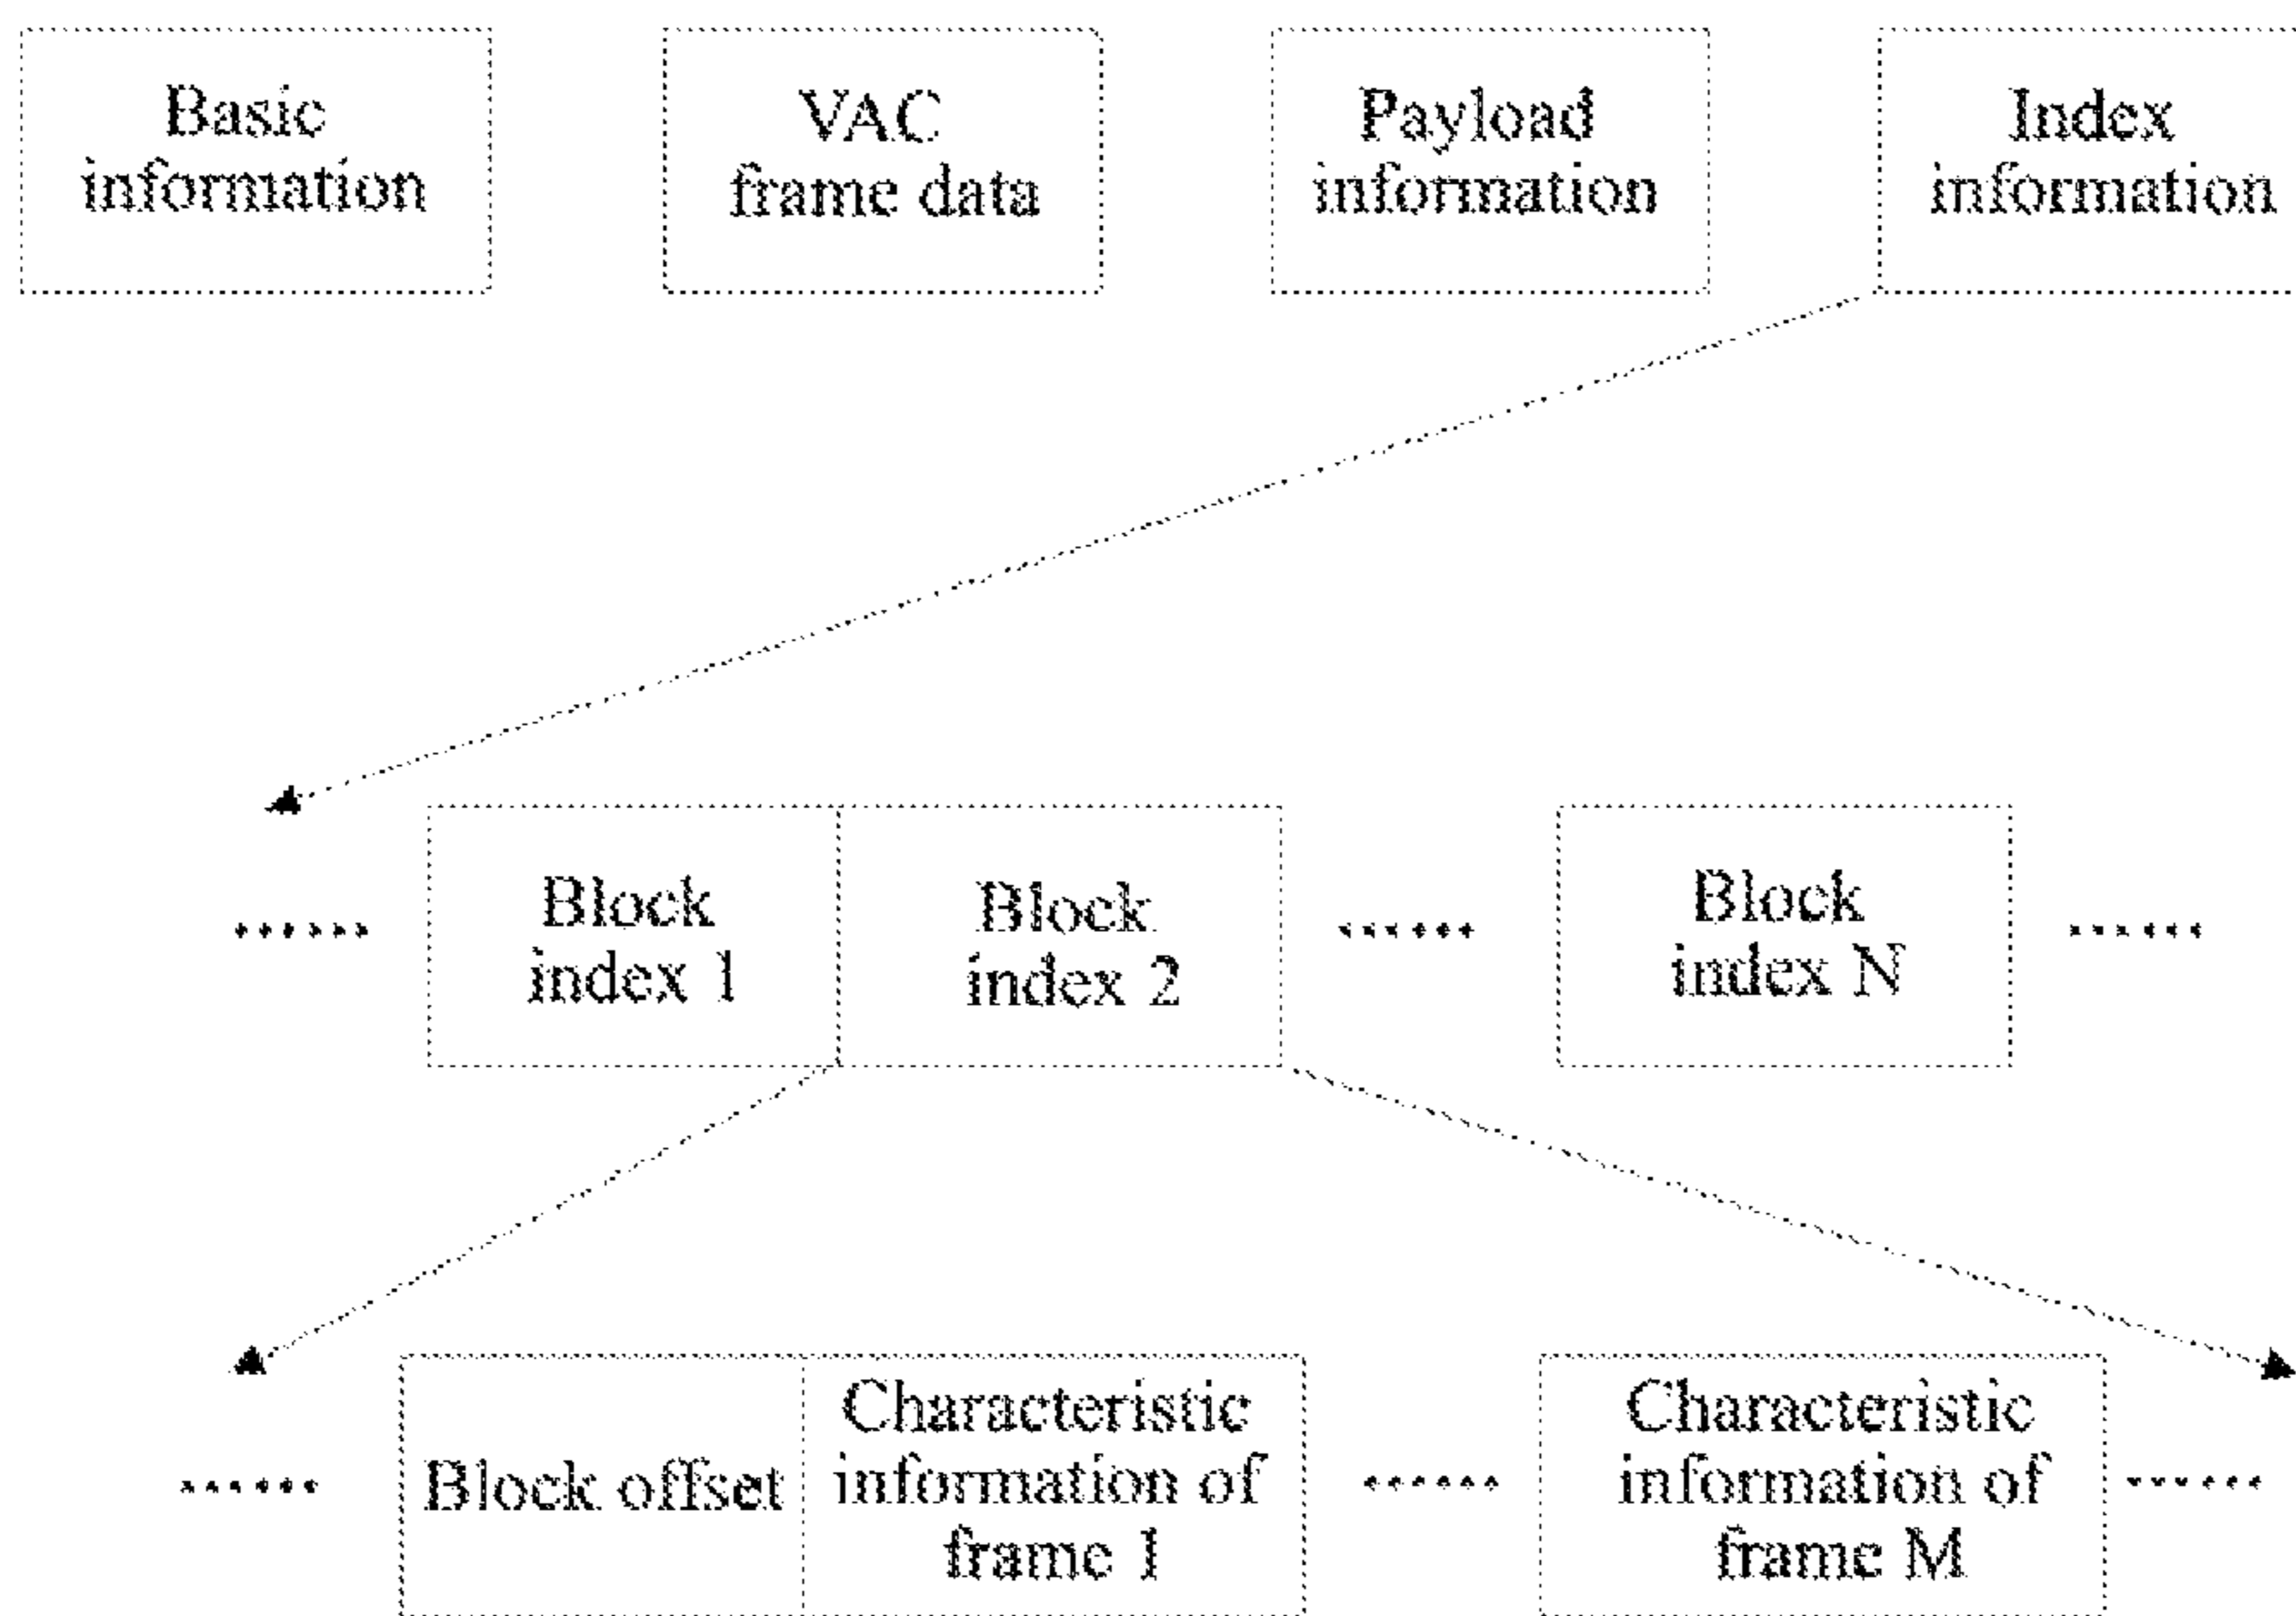 Basic
information
VAC
frame data
Payload
information
Index
information
Block
index 1
Block
index 2
......
Block
index N
......
......
Block offset
Characteristic
information of
frame 1
......
Characteristic
information of
frame M
......
......